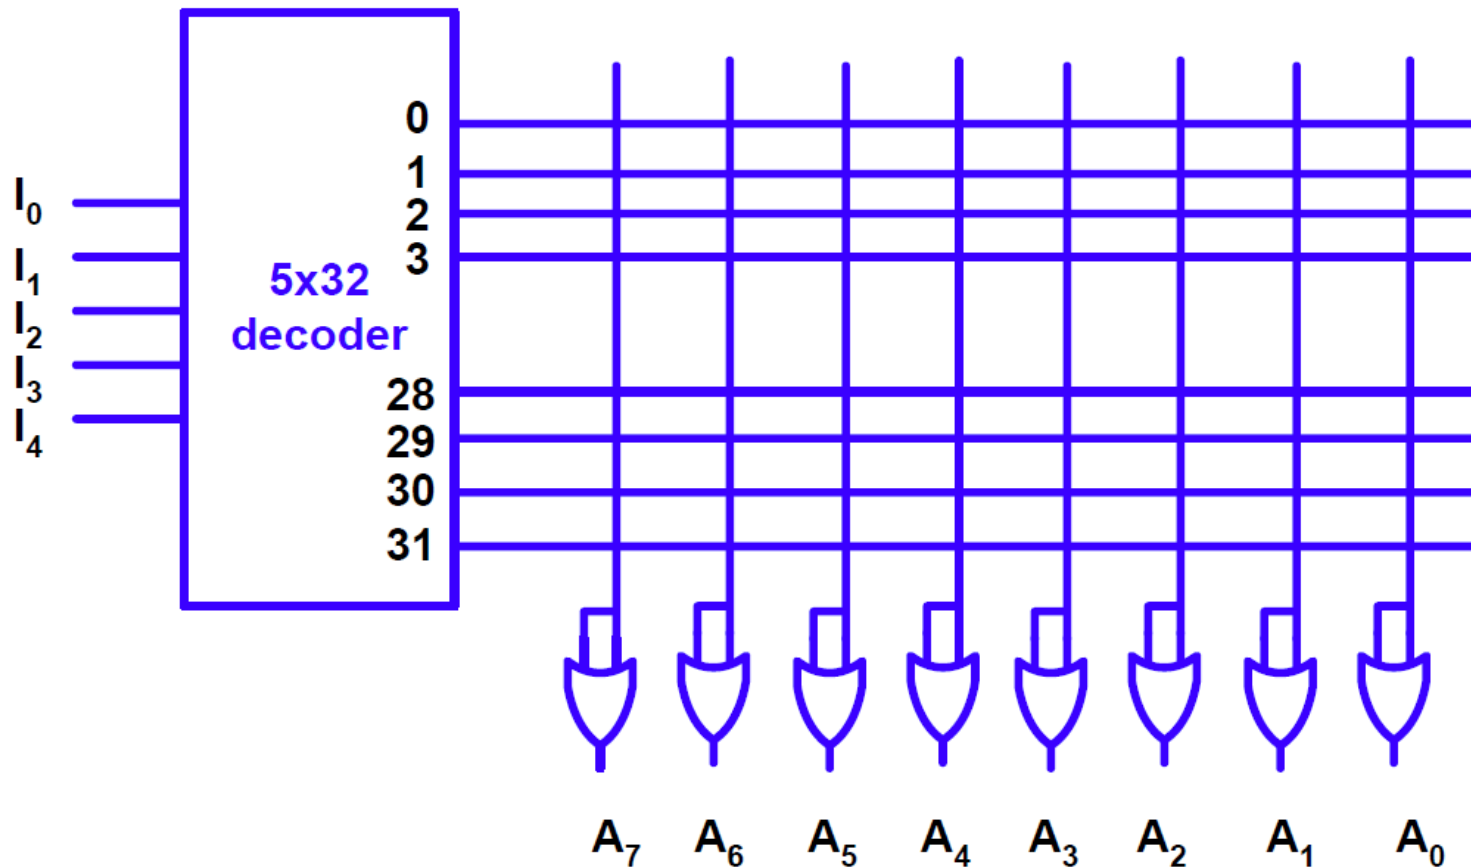 0
1
I₀
2
I₁
3
5x32
decoder
I₂
I₃
28
I₄
29
30
31
A₇ A₆ A₅ A₄ A₃ A₂ A₁ A₀